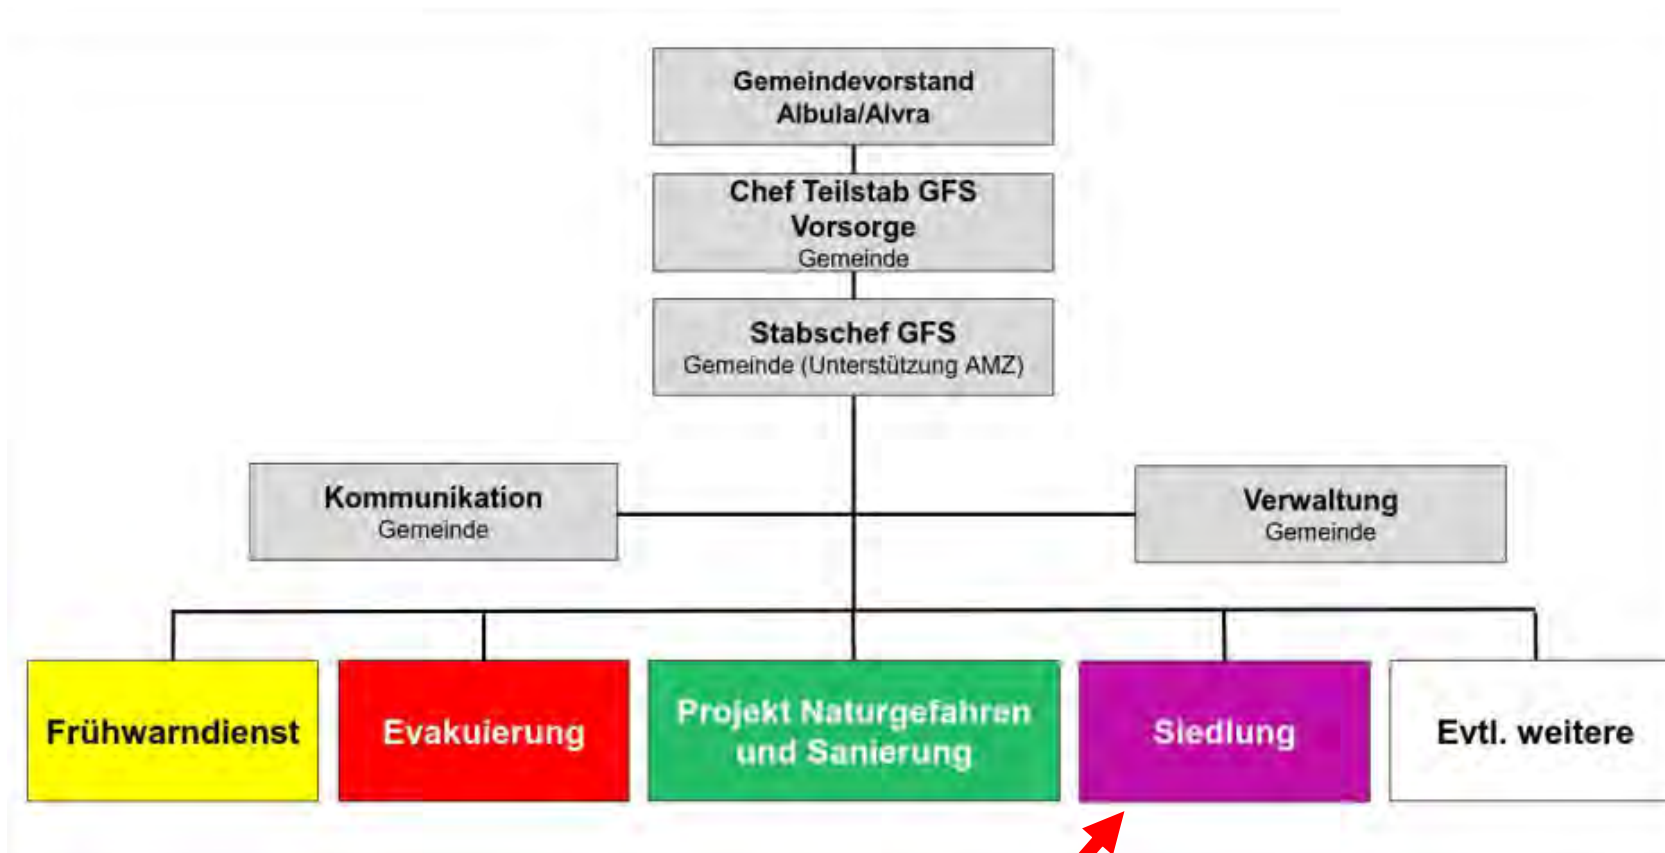 Gemeindevorstand
Albula/Alvra
Chef Teilstab GFS
Vorsorge
Gemeinde
Stabschef GFS
Gemeinde (Unterstützung AMZ)
Kommunikation
Gemeinde
Verwaltung
Gemeinde
Frühwarndienst
Evakuierung
Projekt Naturgefahren
und Sanierung
Siedlung
Evtl. weitere